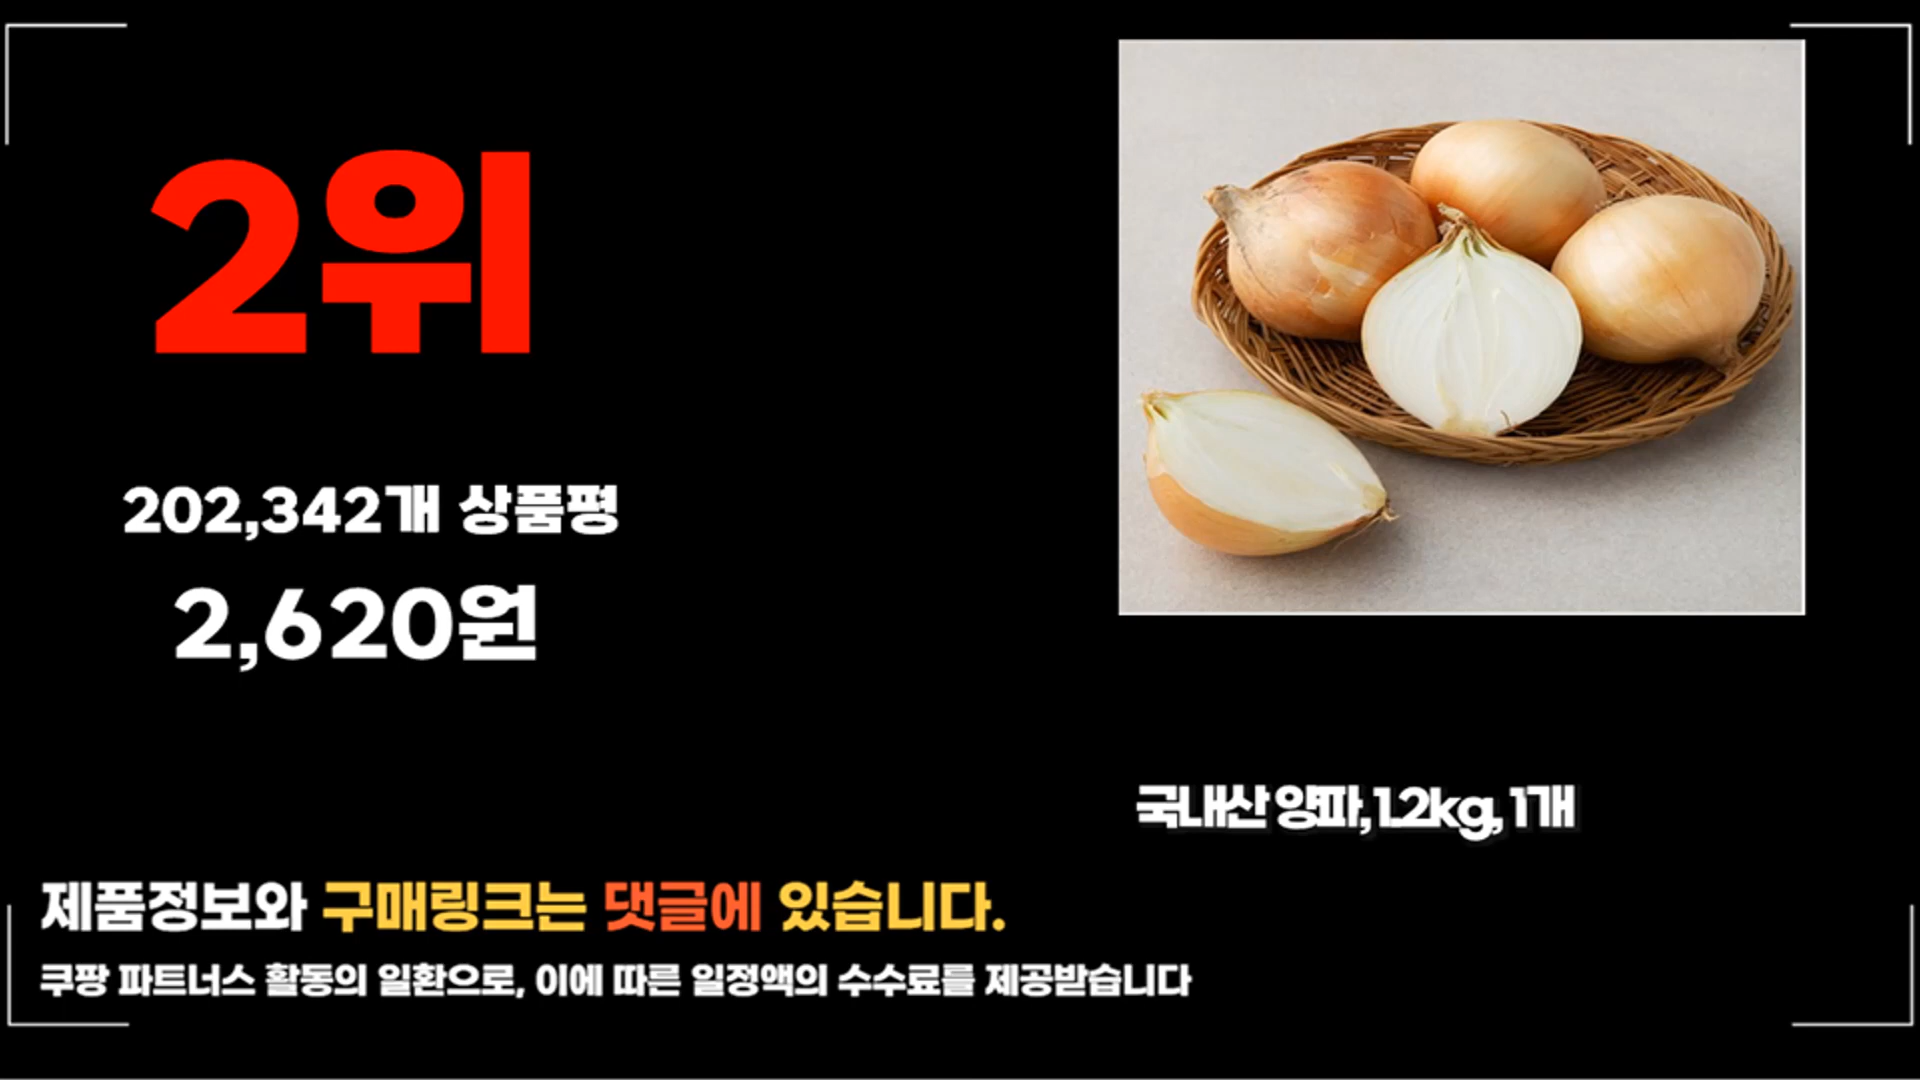 2위
202,342개 상품평
2,620원
국내산 양파, 1.2kg, 1개
제품정보와 구매링크는 댓글에 있습니다.
쿠팡 파트너스 활동의 일환으로, 이에 따른 일정액의 수수료를 제공받습니다